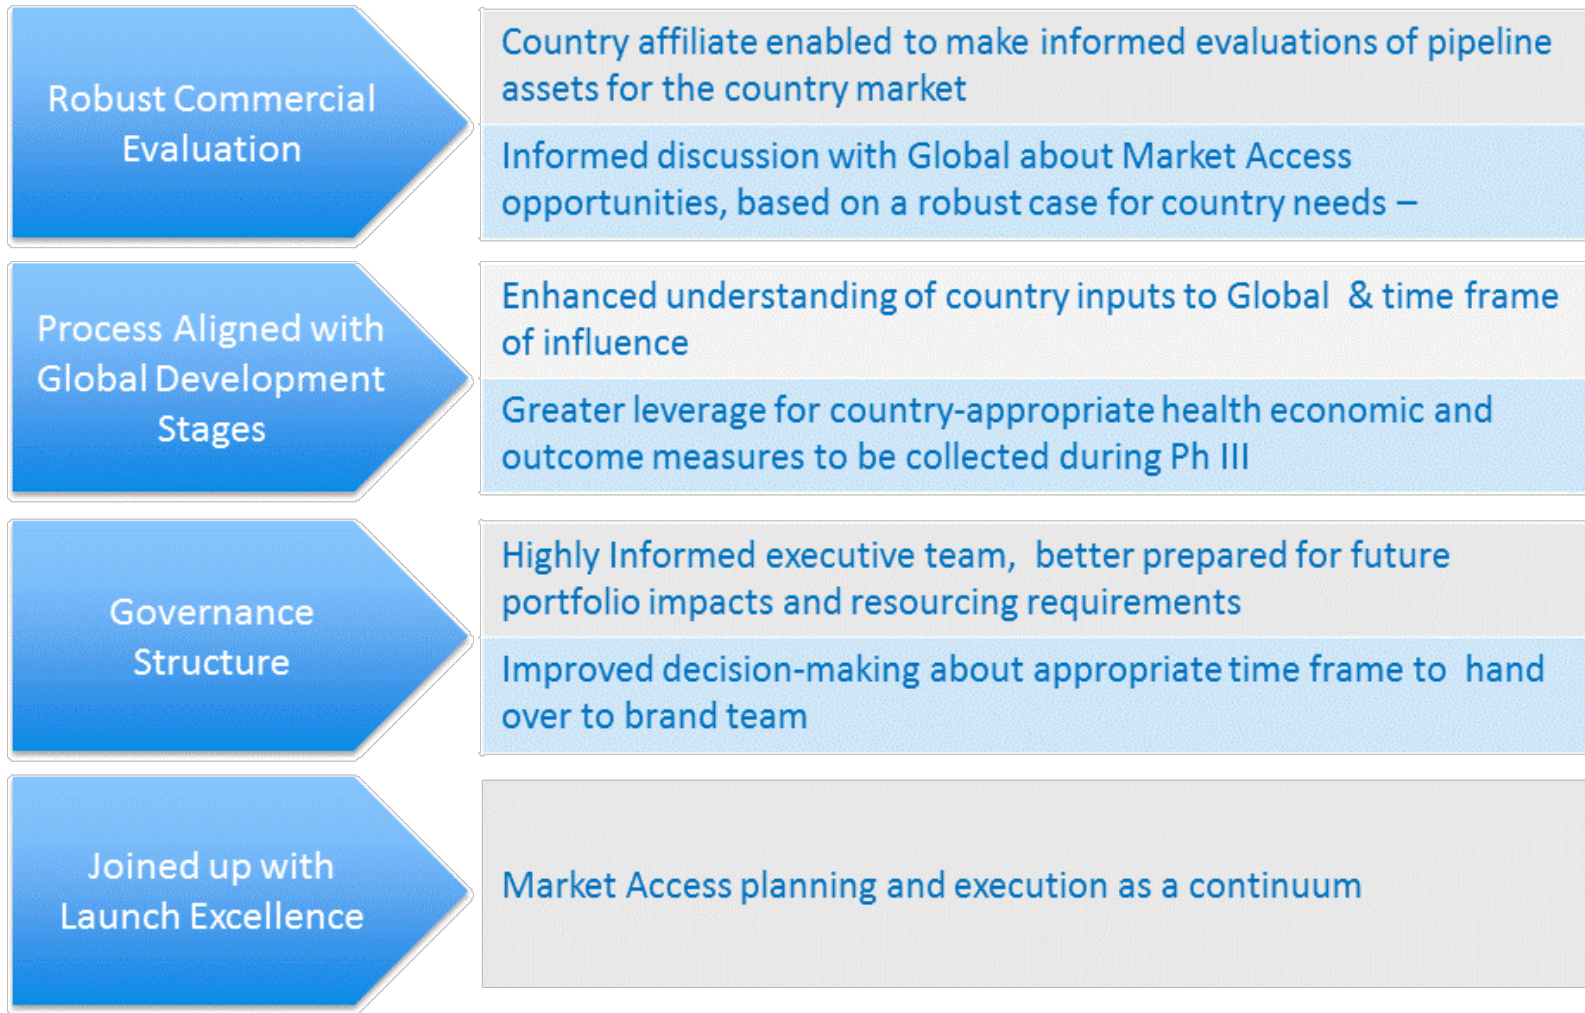 Robust Commercial
Evaluation
Country affiliate enabled to make informed evaluations of pipeline
assets for the country market
Informed discussion with Global about Market Access
opportunities, based on a robust case for country needs –
Process Aligned with
Global Development
Stages
Enhanced understanding of country inputs to Global & time frame
of influence
Greater leverage for country-appropriate health economic and
outcome measures to be collected during Ph III
Governance
Structure
Highly Informed executive team, better prepared for future
portfolio impacts and resourcing requirements
Improved decision-making about appropriate time frame to hand
over to brand team
Joined up with
Launch Excellence
Market Access planning and execution as a continuum